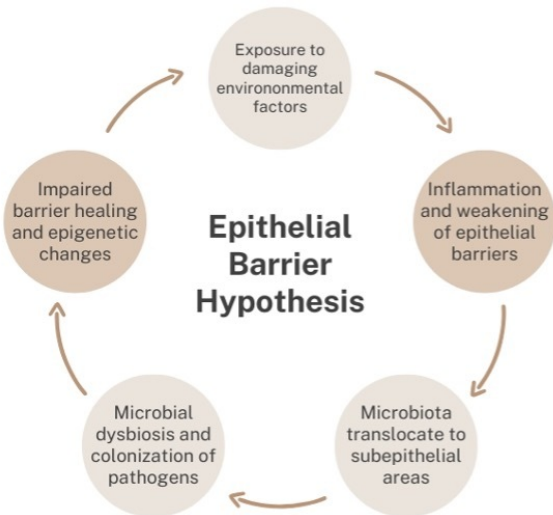 Exposure to
damaging
environonmental
factors
Inflammation
and weakening
of epithelial
barriers
Microbiota
translocate to
subepithelial
areas
Microbial
dysbiosis and
colonization of
pathogens
Impaired
barrier healing
and epigenetic
changes
Epithelial
Barrier
Hypothesis